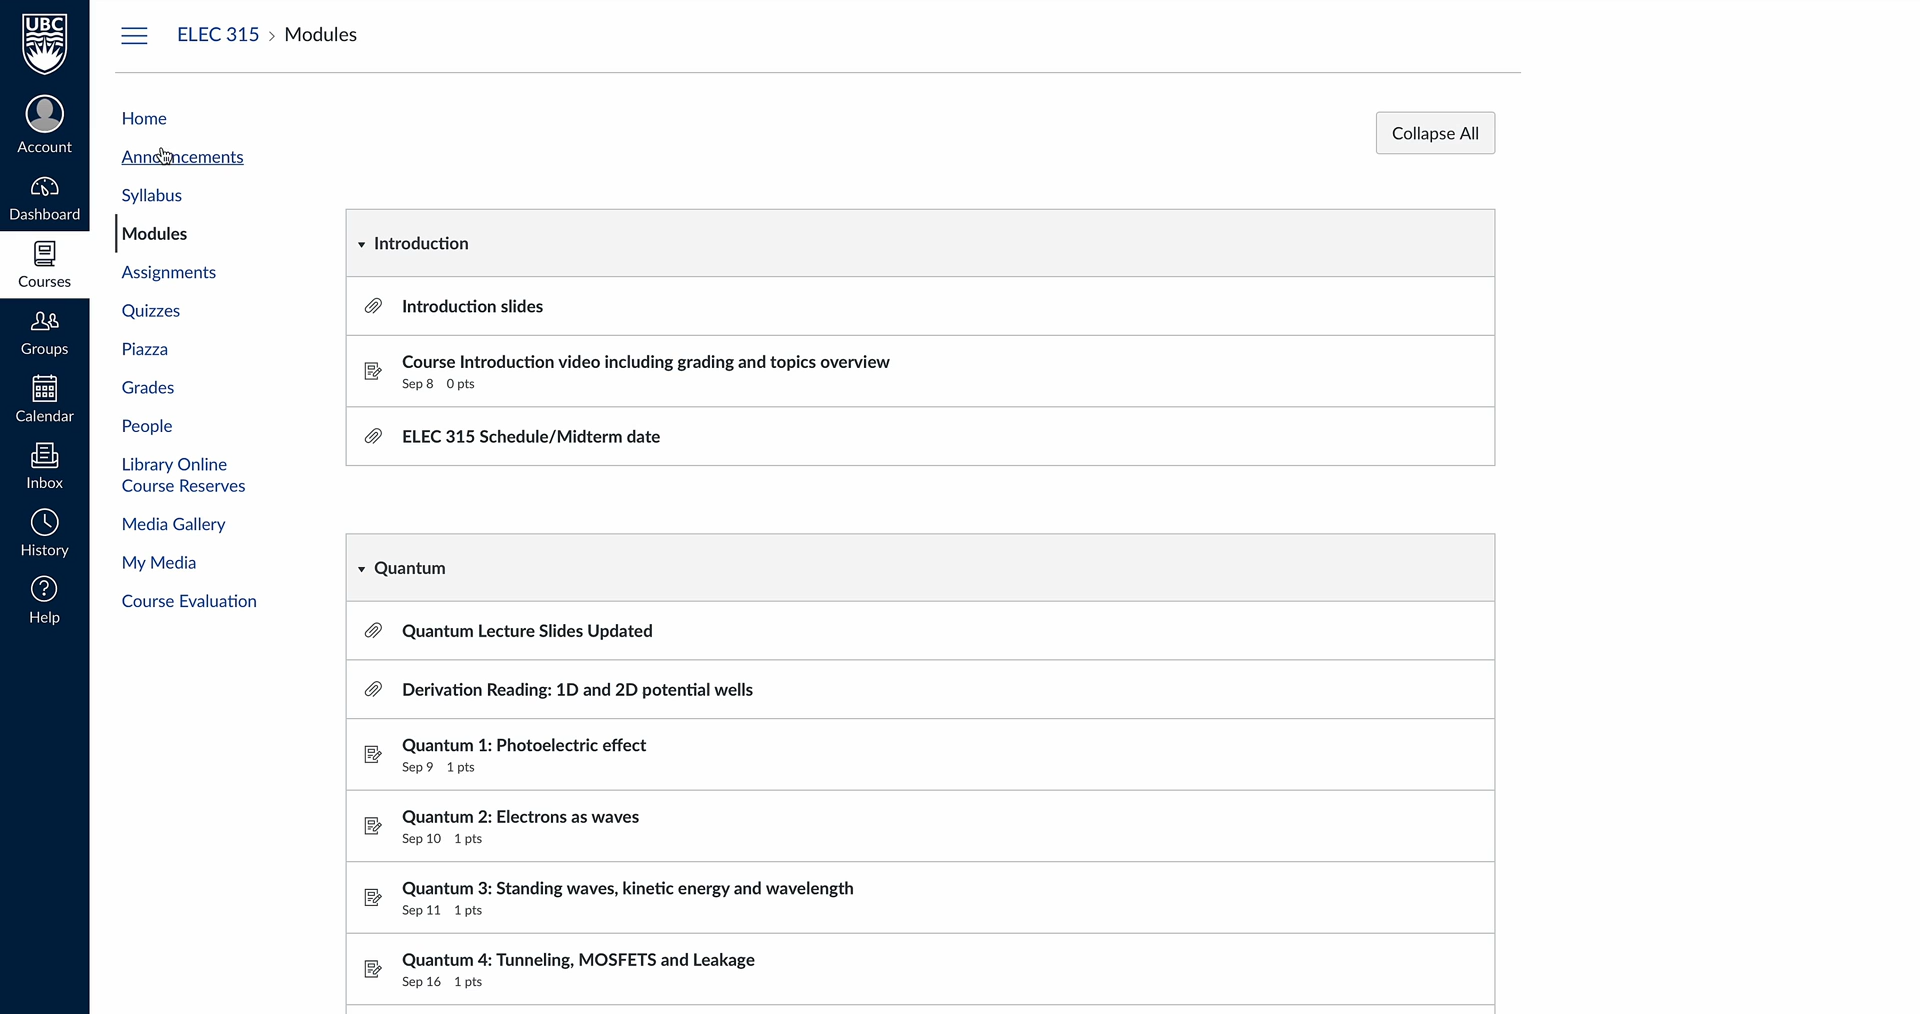 UBC
Account
Dashboard
Courses
Groups
Calendar
Inbox
History
Help
ELEC 315 > Modules
Home
Announcements
Syllabus
Modules
Assignments
Quizzes
Piazza
Grades
People
Library Online
Course Reserves
Media Gallery
My Media
Course Evaluation
Collapse All
Introduction
Introduction slides
Course Introduction video including grading and topics overview
Sep 8 0 pts
ELEC 315 Schedule/Midterm date
Quantum
Quantum Lecture Slides Updated
Derivation Reading: 1D and 2D potential wells
Quantum 1: Photoelectric effect
Sep 9 1 pts
Quantum 2: Electrons as waves
Sep 10 1 pts
Quantum 3: Standing waves, kinetic energy and wavelength
Sep 11 1 pts
Quantum 4: Tunneling, MOSFETS and Leakage
Sep 16 1 pts